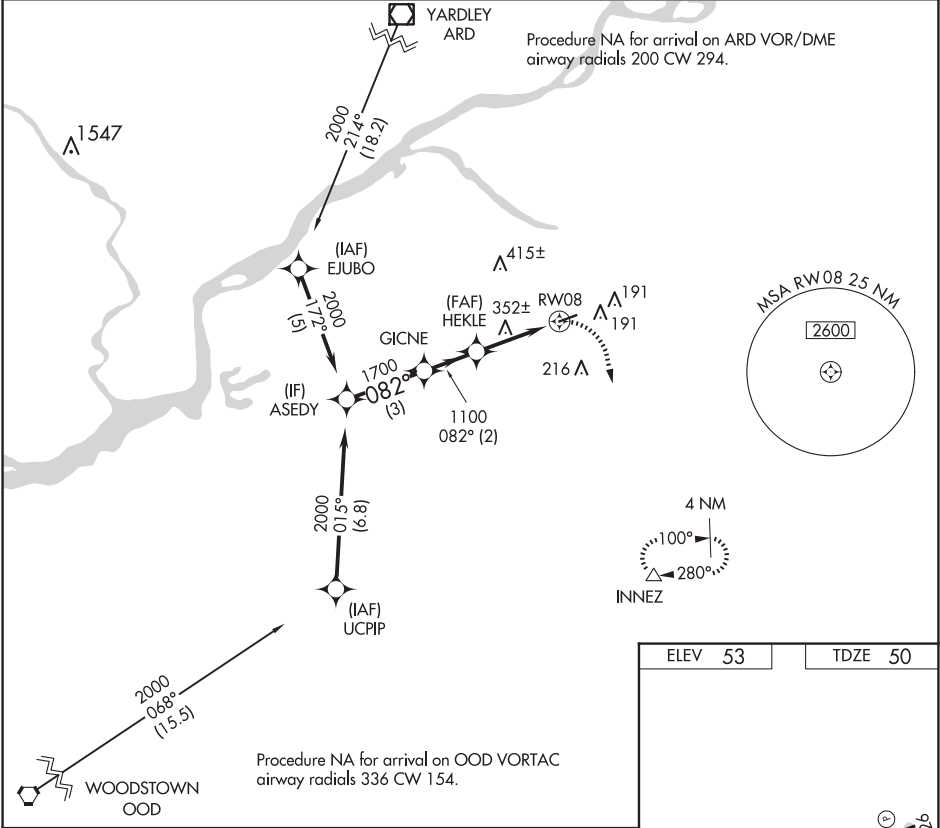 YARDLEY
ARD
Procedure NA for arrival on ARD VOR/DME
airway radials 200 CW 294.
1547
2000
214°
(18.2)
(IAF)
EJUBO
2000
172°
(5)
415±
(FAF)
HEKLE
352±
RW08
191
191
216
GICNE
1700
082°
(3)
1100
082° (2)
(IF)
ASEDY
MSA RW08 25 NM
2600
2000
015°
(6.8)
4 NM
100°
280°
INNEZ
(IAF)
UCPIP
ELEV 53
TDZE 50
2000
068°
(15.5)
Procedure NA for arrival on OOD VORTAC
airway radials 336 CW 154.
WOODSTOWN
OOD
P
26